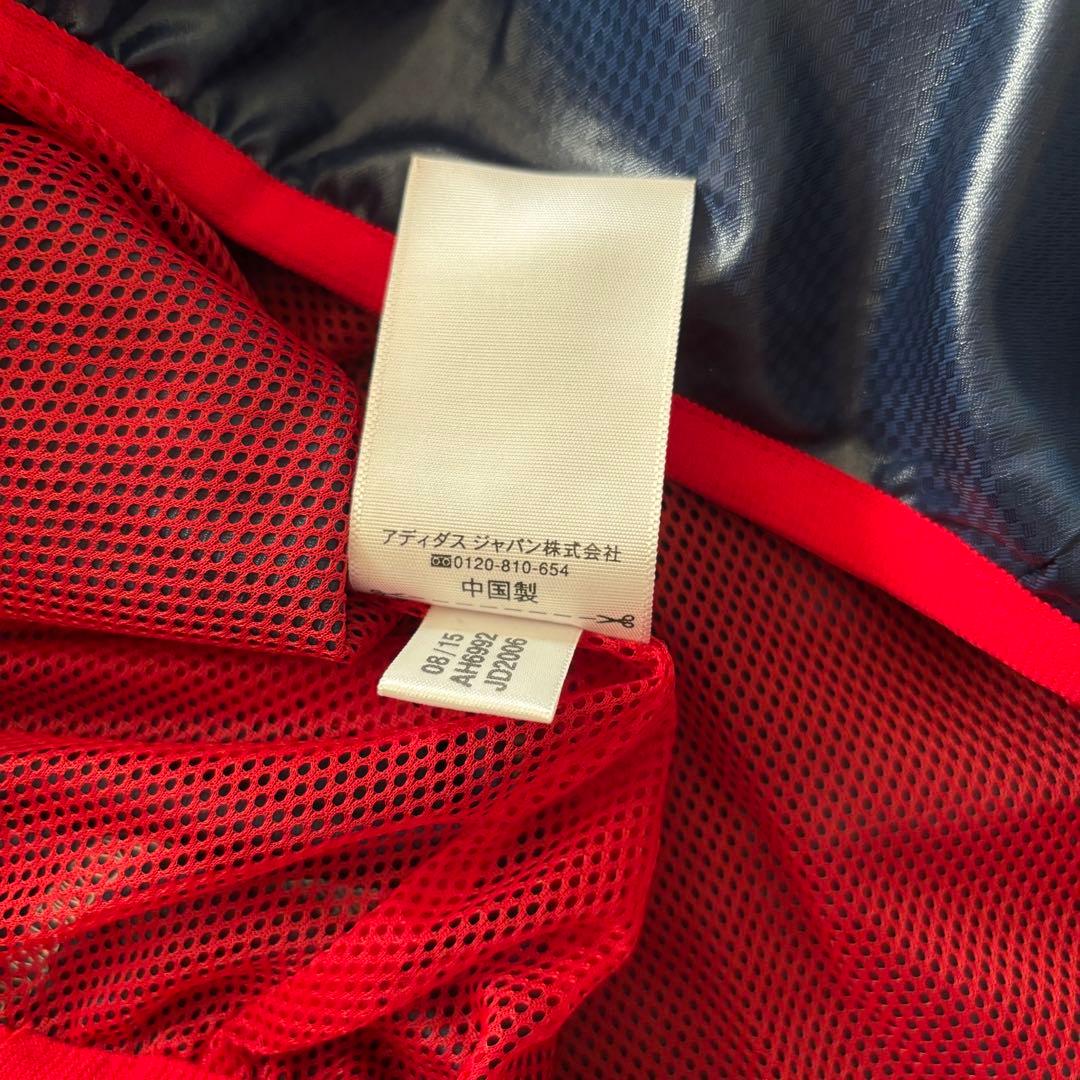 アディダス ジャパン株式会社
0120-810-654
中国製
08/15
AH6992
JD2006